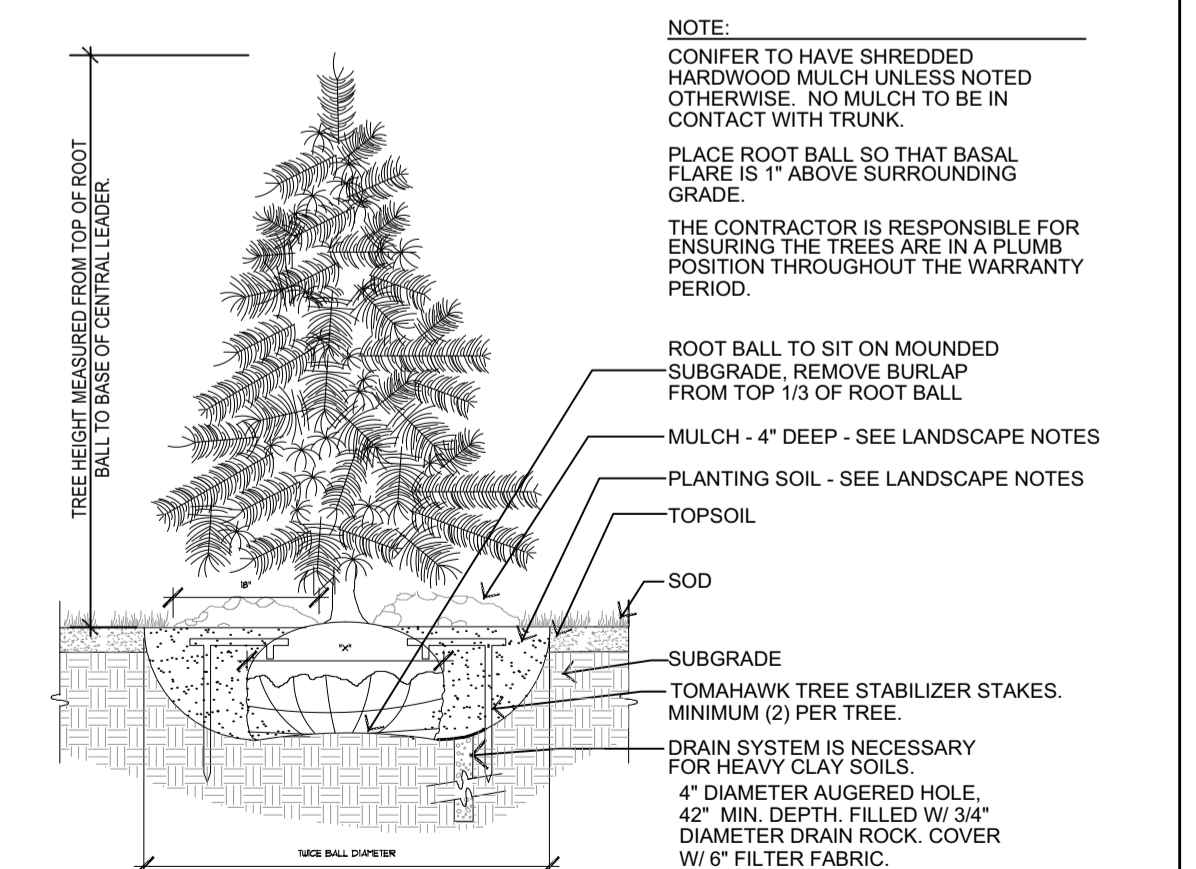 NOTE:
CONIFER TO HAVE SHREDDED
HARDWOOD MULCH UNLESS NOTED
OTHERWISE. NO MULCH TO BE IN
CONTACT WITH TRUNK.
PLACE ROOT BALL SO THAT BASAL
FLARE IS 1" ABOVE SURROUNDING
GRADE.
THE CONTRACTOR IS RESPONSIBLE FOR
ENSURING THE TREES ARE IN A PLUMB
POSITION THROUGHOUT THE WARRANTY
PERIOD.
TREE HEIGHT MEASURED FROM TOP OF ROOT
BALL TO BASE OF CENTRAL LEADER.
ROOT BALL TO SIT ON MOUNDED
SUBGRADE, REMOVE BURLAP
FROM TOP 1/3 OF ROOT BALL
MULCH - 4" DEEP - SEE LANDSCAPE NOTES
PLANTING SOIL - SEE LANDSCAPE NOTES
TOPSOIL
SOD
18"
"X"
SUBGRADE
TOMAHAWK TREE STABILIZER STAKES.
MINIMUM (2) PER TREE.
DRAIN SYSTEM IS NECESSARY
FOR HEAVY CLAY SOILS.
4" DIAMETER AUGERED HOLE,
42" MIN. DEPTH. FILLED W/ 3/4"
DIAMETER DRAIN ROCK. COVER
W/ 6" FILTER FABRIC.
TWICE BALL DIAMETER